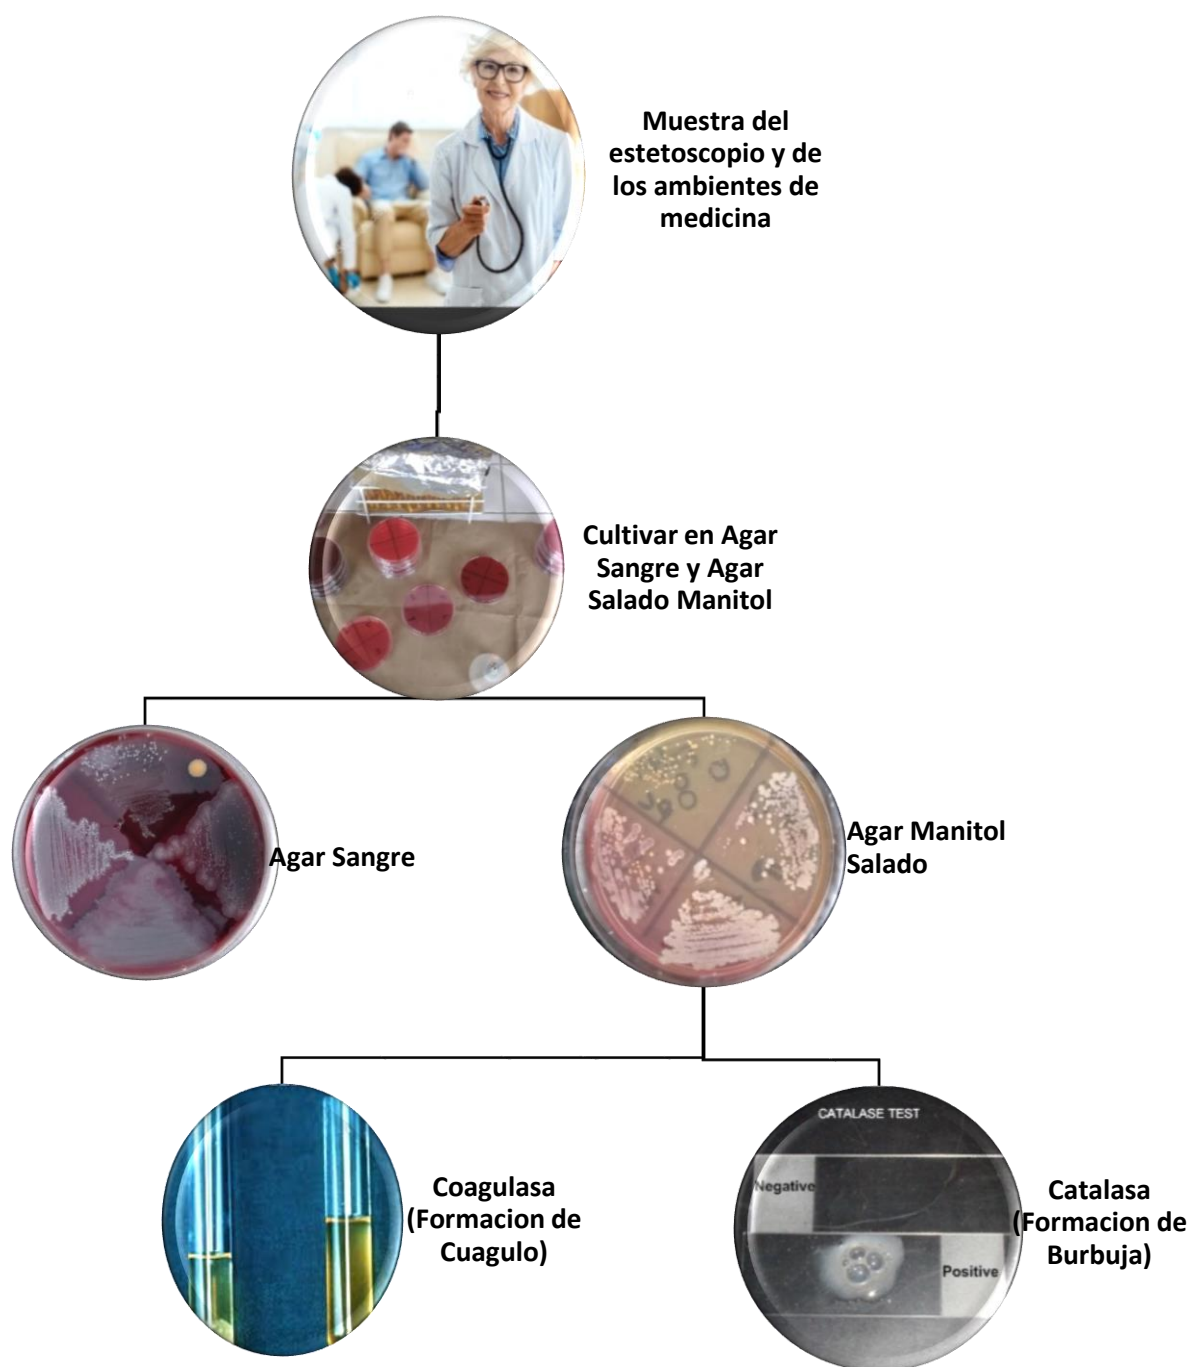 Muestra del
estetoscopio y de
los ambientes de
medicina
Cultivar en Agar
Sangre y Agar
Salado Manitol
Agar Sangre
Agar Manitol
Salado
Coagulasa
(Formacion de
Cuagulo)
CATALASE TEST
Negative
Positive
Catalasa
(Formacion de
Burbuja)